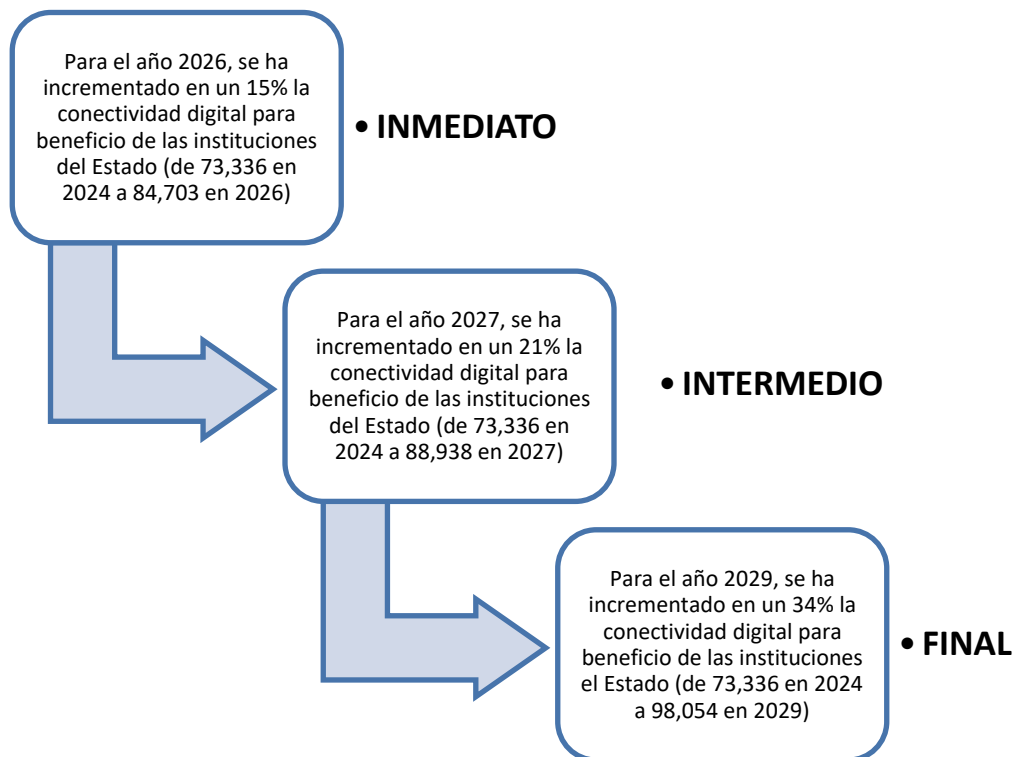 Para el año 2026, se ha
incrementado en un 15% la
conectividad digital para
beneficio de las instituciones
del Estado (de 73,336 en
2024 a 84,703 en 2026)
• INMEDIATO
Para el año 2027, se ha
incrementado en un 21% la
conectividad digital para
beneficio de las instituciones
del Estado (de 73,336 en
2024 a 88,938 en 2027)
• INTERMEDIO
Para el año 2029, se ha
incrementado en un 34% la
conectividad digital para
beneficio de las instituciones
el Estado (de 73,336 en 2024
a 98,054 en 2029)
• FINAL